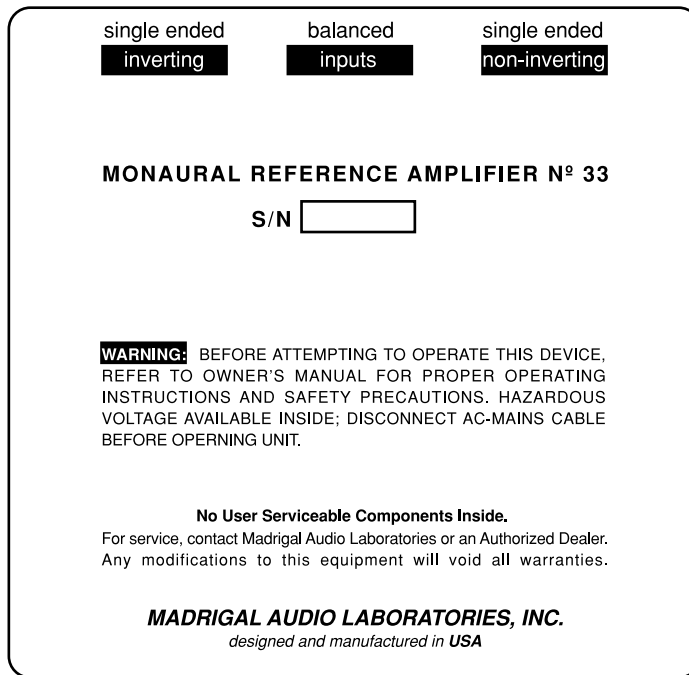 single ended balanced single ended
inverting inputs non-inverting
MONAURAL REFERENCE AMPLIFIER Nº 33
S/N
WARNING: BEFORE ATTEMPTING TO OPERATE THIS DEVICE,
REFER TO OWNER'S MANUAL FOR PROPER OPERATING
INSTRUCTIONS AND SAFETY PRECAUTIONS. HAZARDOUS
VOLTAGE AVAILABLE INSIDE; DISCONNECT AC-MAINS CABLE
BEFORE OPERNING UNIT.
No User Serviceable Components Inside.
For service, contact Madrigal Audio Laboratories or an Authorized Dealer.
Any modifications to this equipment will void all warranties.
MADRIGAL AUDIO LABORATORIES, INC.
designed and manufactured in USA